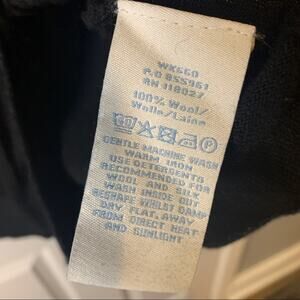 WK660
P.O 855961
RN 118027
100% Wool/
Wolle/Laine
GENTLE MACHINE WASH
WARM IRON
USE DETERGENTS
RECOMMENDED FOR
WOOL AND SILK
WASH INSIDE OUT
RESHAPE WHILST DAMP
DRY FLAT. AWAY
FROM DIRECT HEAT
AND SUNLIGHT